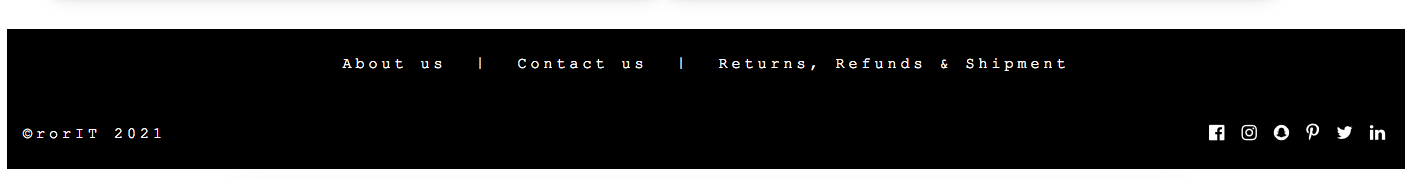 About us | Contact us | Returns, Refunds & Shipment
©rorIT 2021